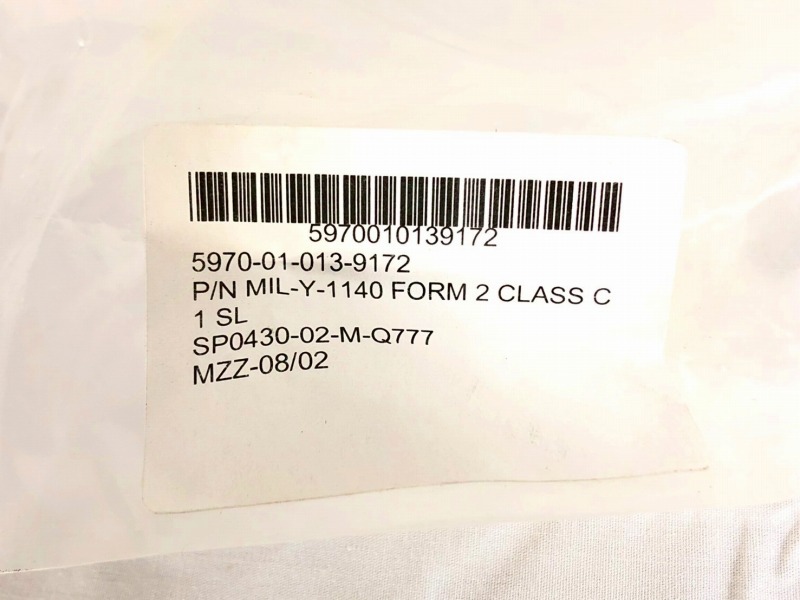 5970010139172
5970-01-013-9172
P/N MIL-Y-1140 FORM 2 CLASS C
1 SL
SP0430-02-M-Q777
MZZ-08/02